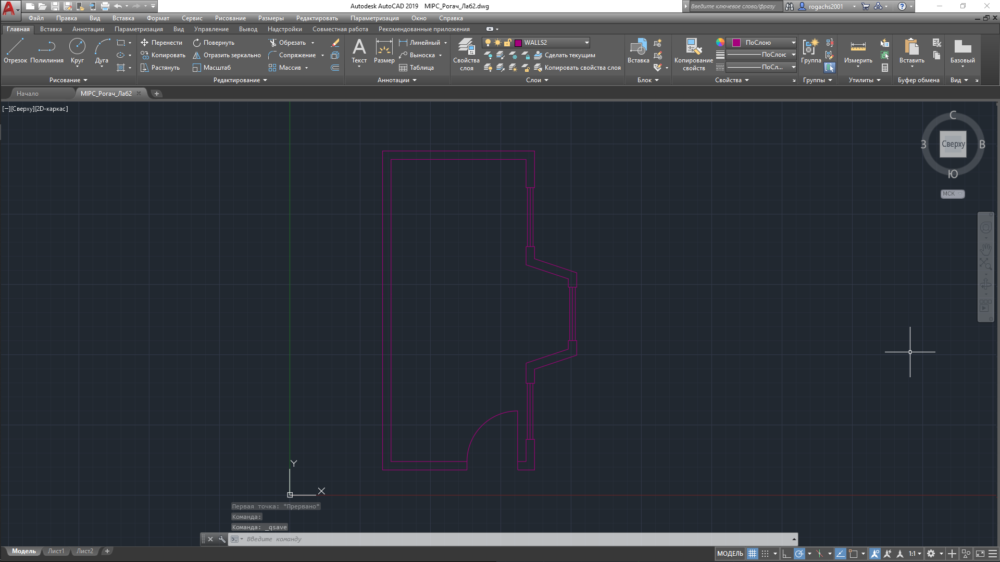 A Autodesk AutoCAD 2019 MIPC_Рогач_Лаб2.dwg Введите ключевое слово/фразу rogachs2001 ?
Файл Правка Вид Вставка Формат Сервис Рисование Размеры Редактировать Параметризация Окно Справка
Главная Вставка Аннотации Параметризация Вид Управление Вывод Надстройки Совместная работа Рекомендованные приложения
Отрезок Полилиния Круг Дуга
Перенести Повернуть Обрезать
Копировать Отразить зеркально Сопряжение
Растянуть Масштаб Массив
A
Текст Размер
Линейный
Выноска
Таблица
Свойства слоя
WALLS2
Сделать текущим
Копировать свойства слоя
Вставка
Копирование свойств
ПоСлою
ПоСлою
ПоСл...
Группа
Измерить
Вставить
Базовый
Рисование Редактирование Аннотации Слои Блок Свойства Группы Утилиты Буфер обмена Вид
Начало MIPC_Рогач_Лаб2
[−][Сверху][2D-каркас]
С
З Сверху В
Ю
МСК
Y
X
Первая точка: *Прервано*
Команда:
Команда: _qsave
Введите команду
Модель Лист1 Лист2 +
МОДЕЛЬ 1:1